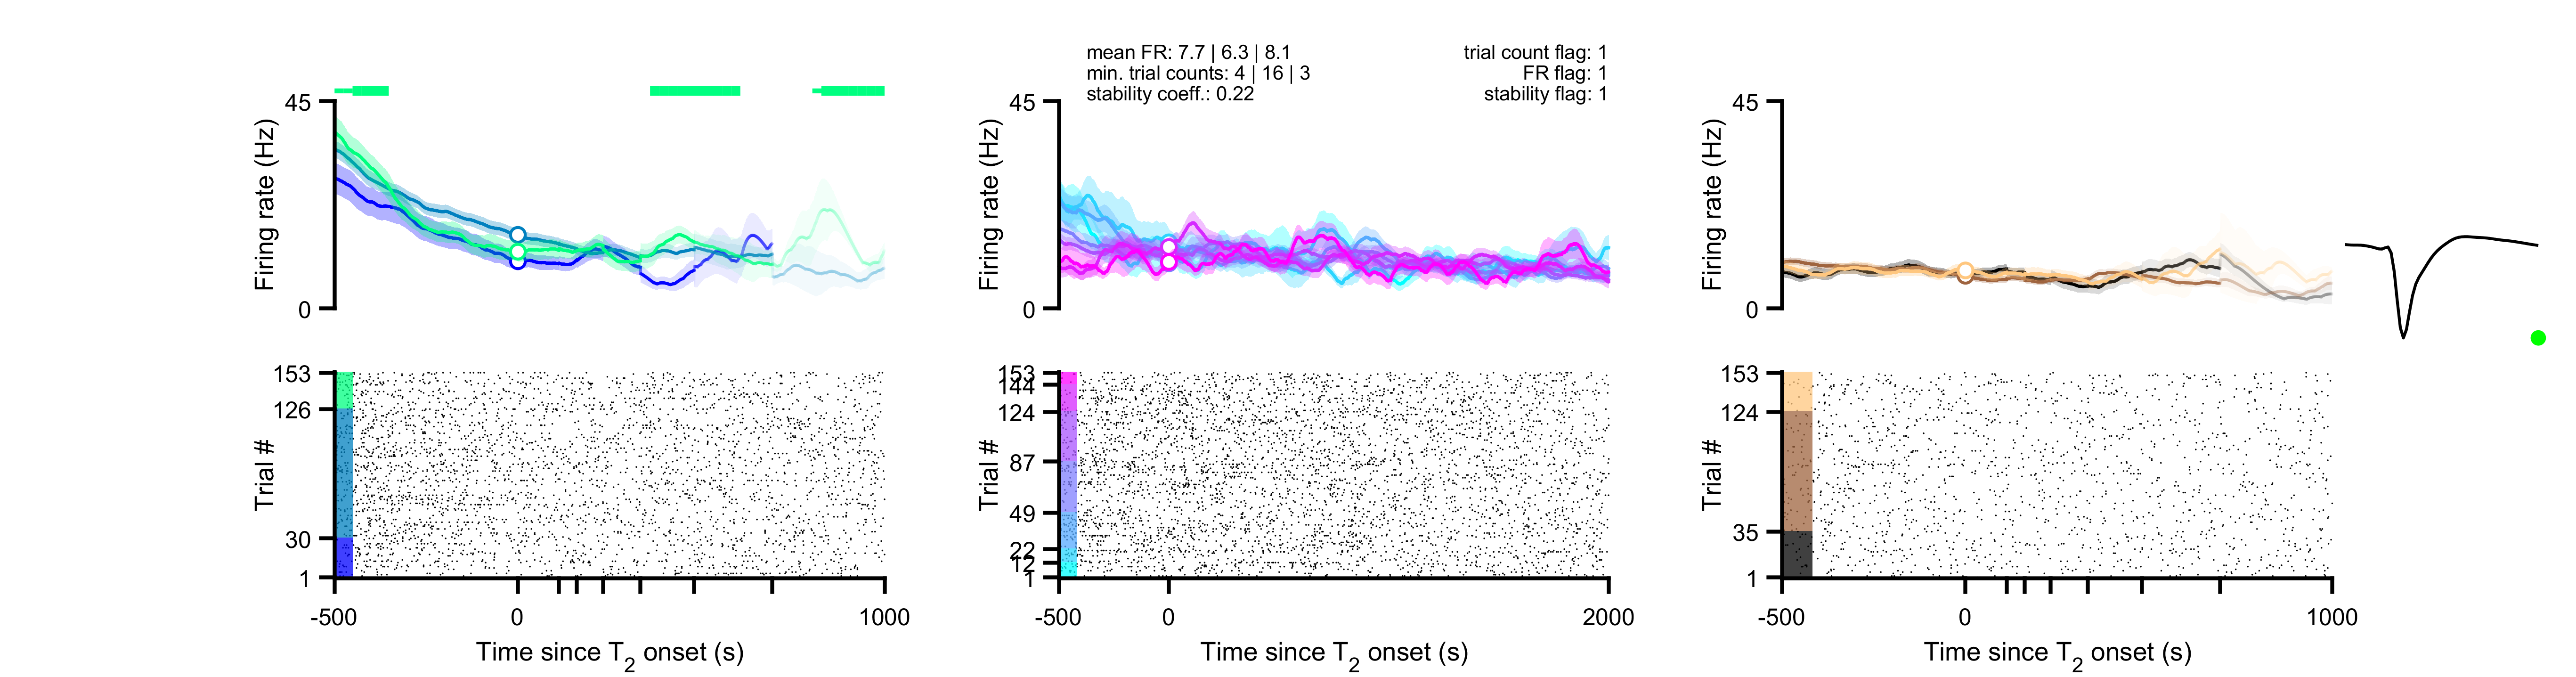 mean FR: 7.7 | 6.3 | 8.1
min. trial counts: 4 | 16 | 3
stability coeff.: 0.22
trial count flag: 1
FR flag: 1
stability flag: 1
45
0
Firing rate (Hz)
153
126
30
1
Trial #
-500
0
1000
Time since T2 onset (s)
45
0
Firing rate (Hz)
153
144
124
87
49
22
12
1
Trial #
-500
0
2000
Time since T2 onset (s)
45
0
Firing rate (Hz)
153
124
35
1
Trial #
-500
0
1000
Time since T2 onset (s)